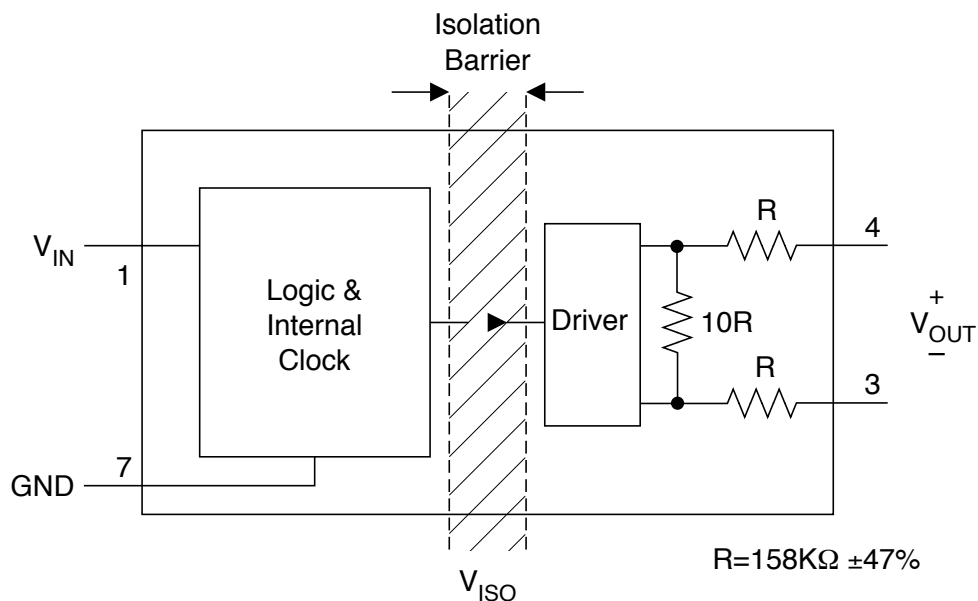 Isolation
Barrier
V_IN
1
Logic &
Internal
Clock
7
GND
Driver
R
10R
R
4
3
+
V_OUT
–
V_ISO
R=158KΩ ±47%